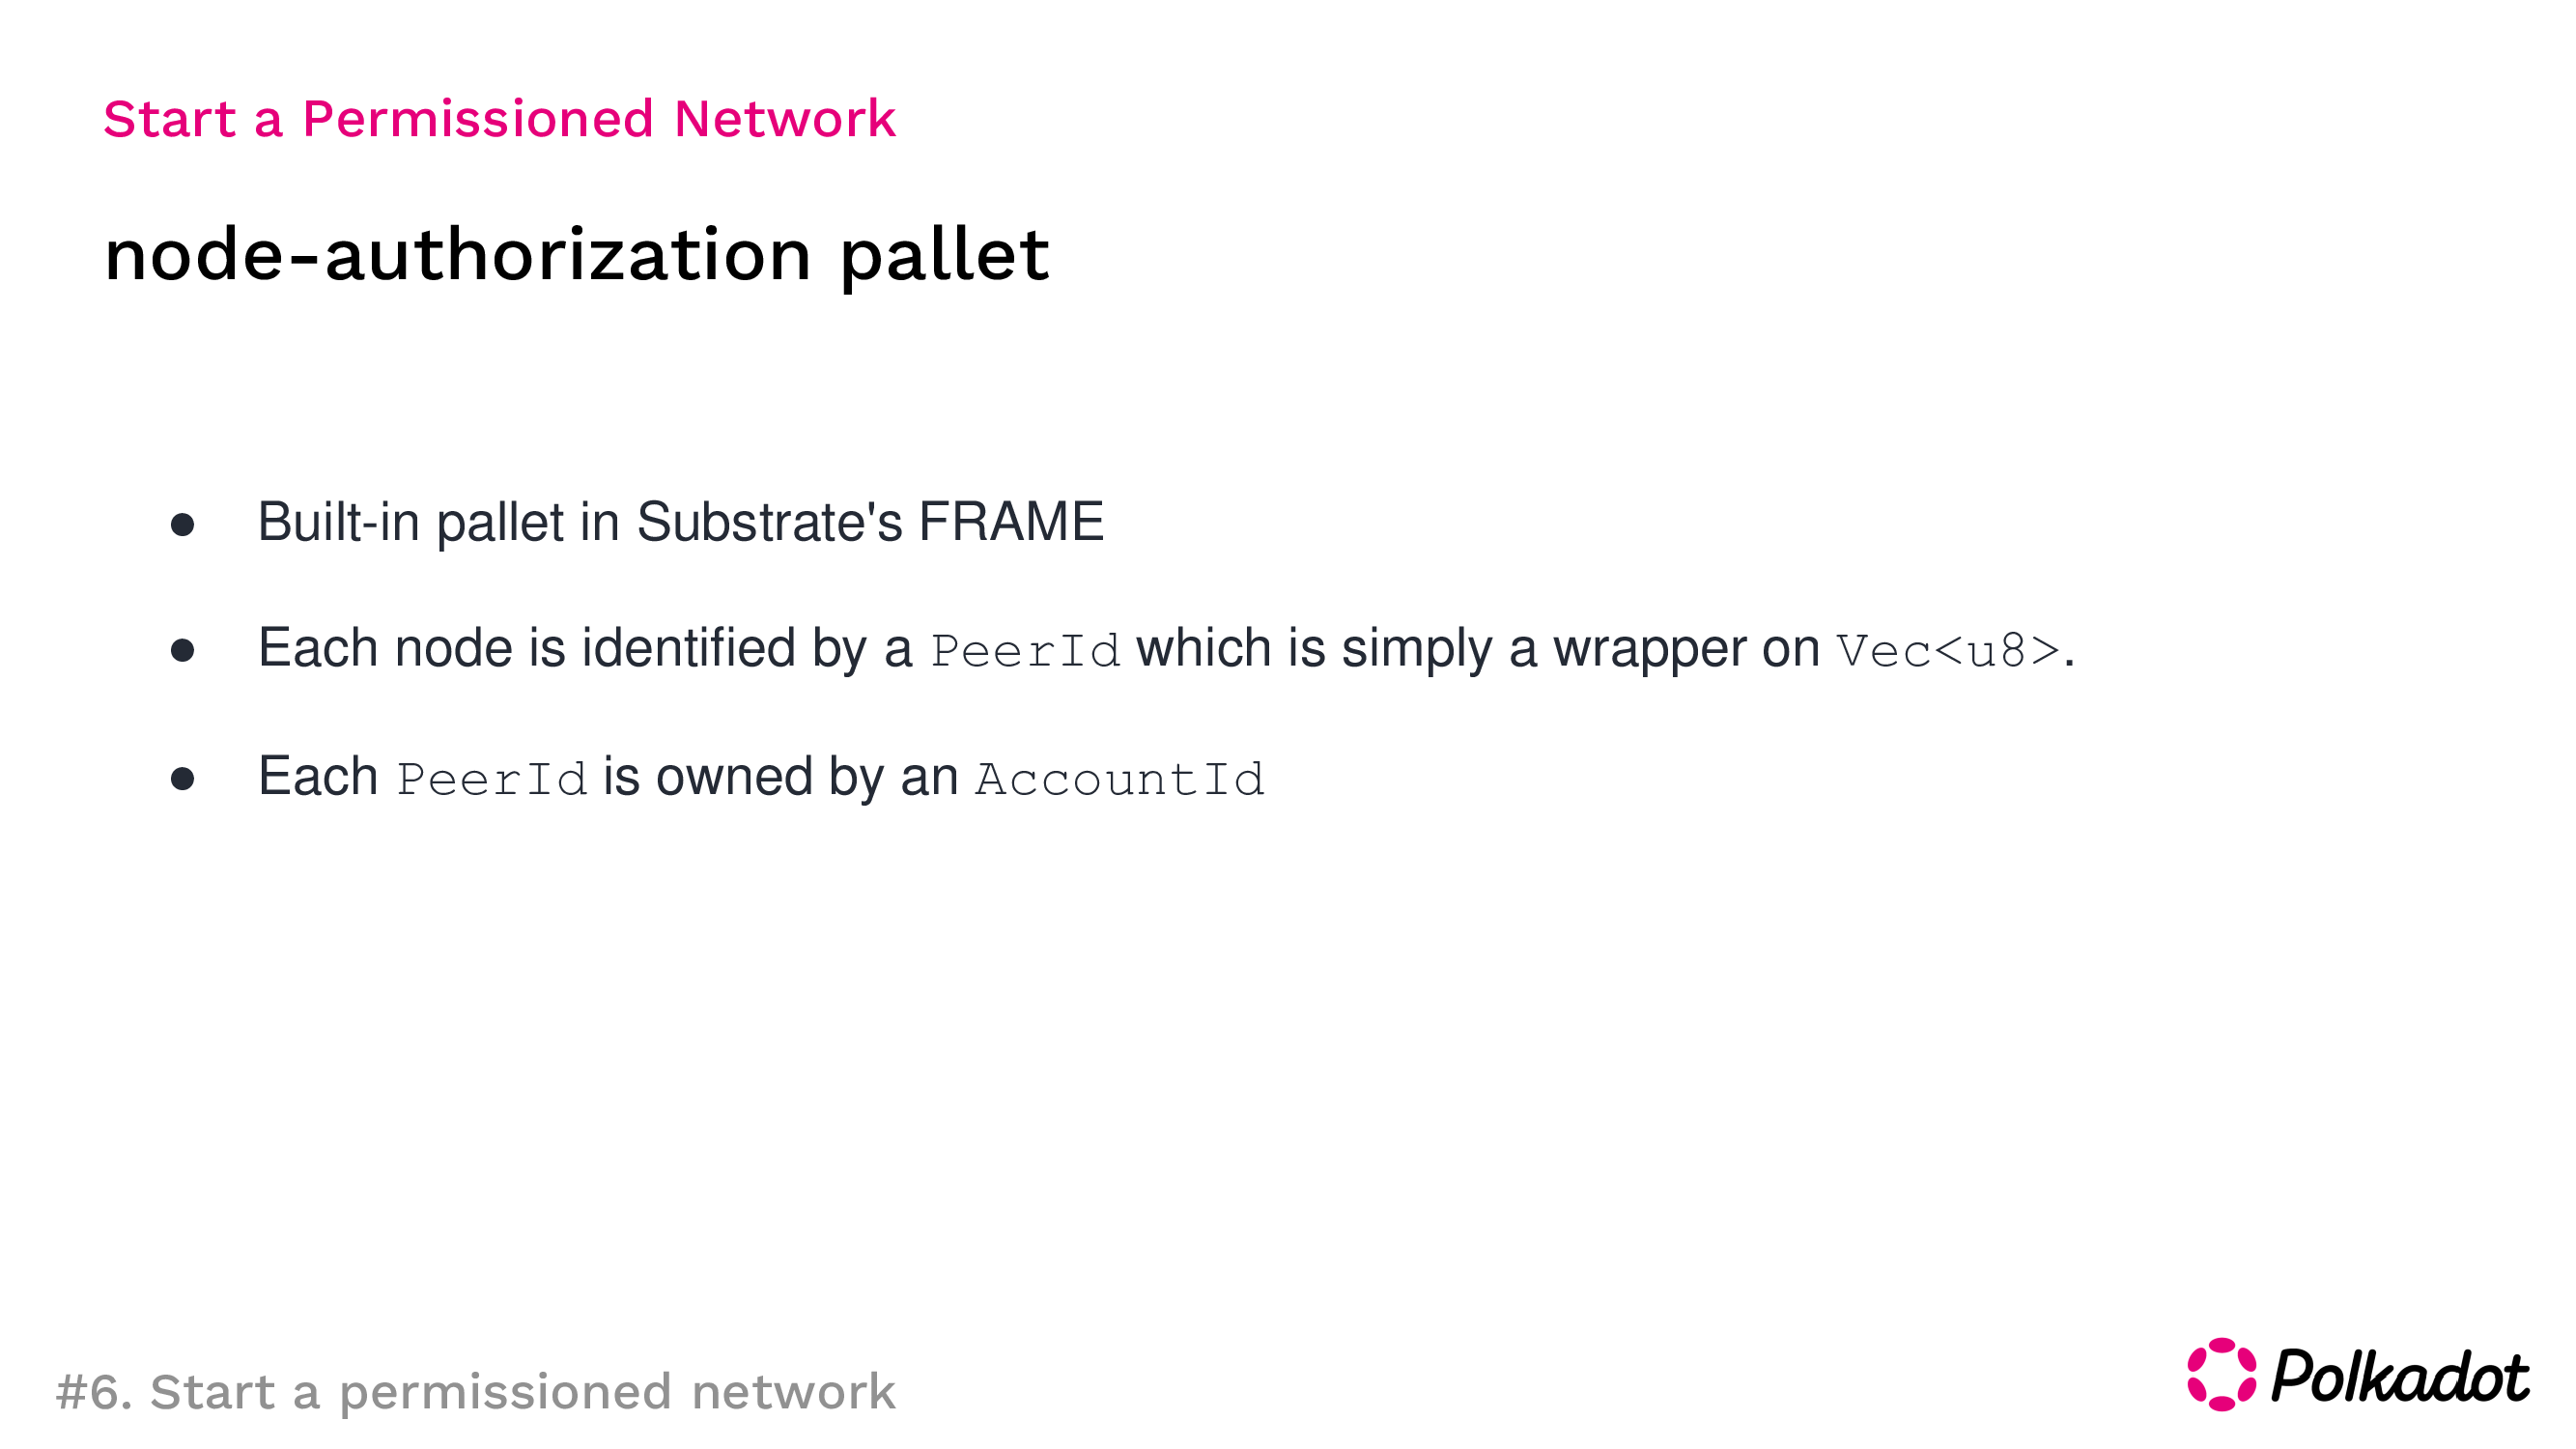 Start a Permissioned Network
node-authorization pallet
● Built-in pallet in Substrate's FRAME
● Each node is identified by a PeerId which is simply a wrapper on Vec<u8>.
● Each PeerId is owned by an AccountId
#6. Start a permissioned network
Polkadot